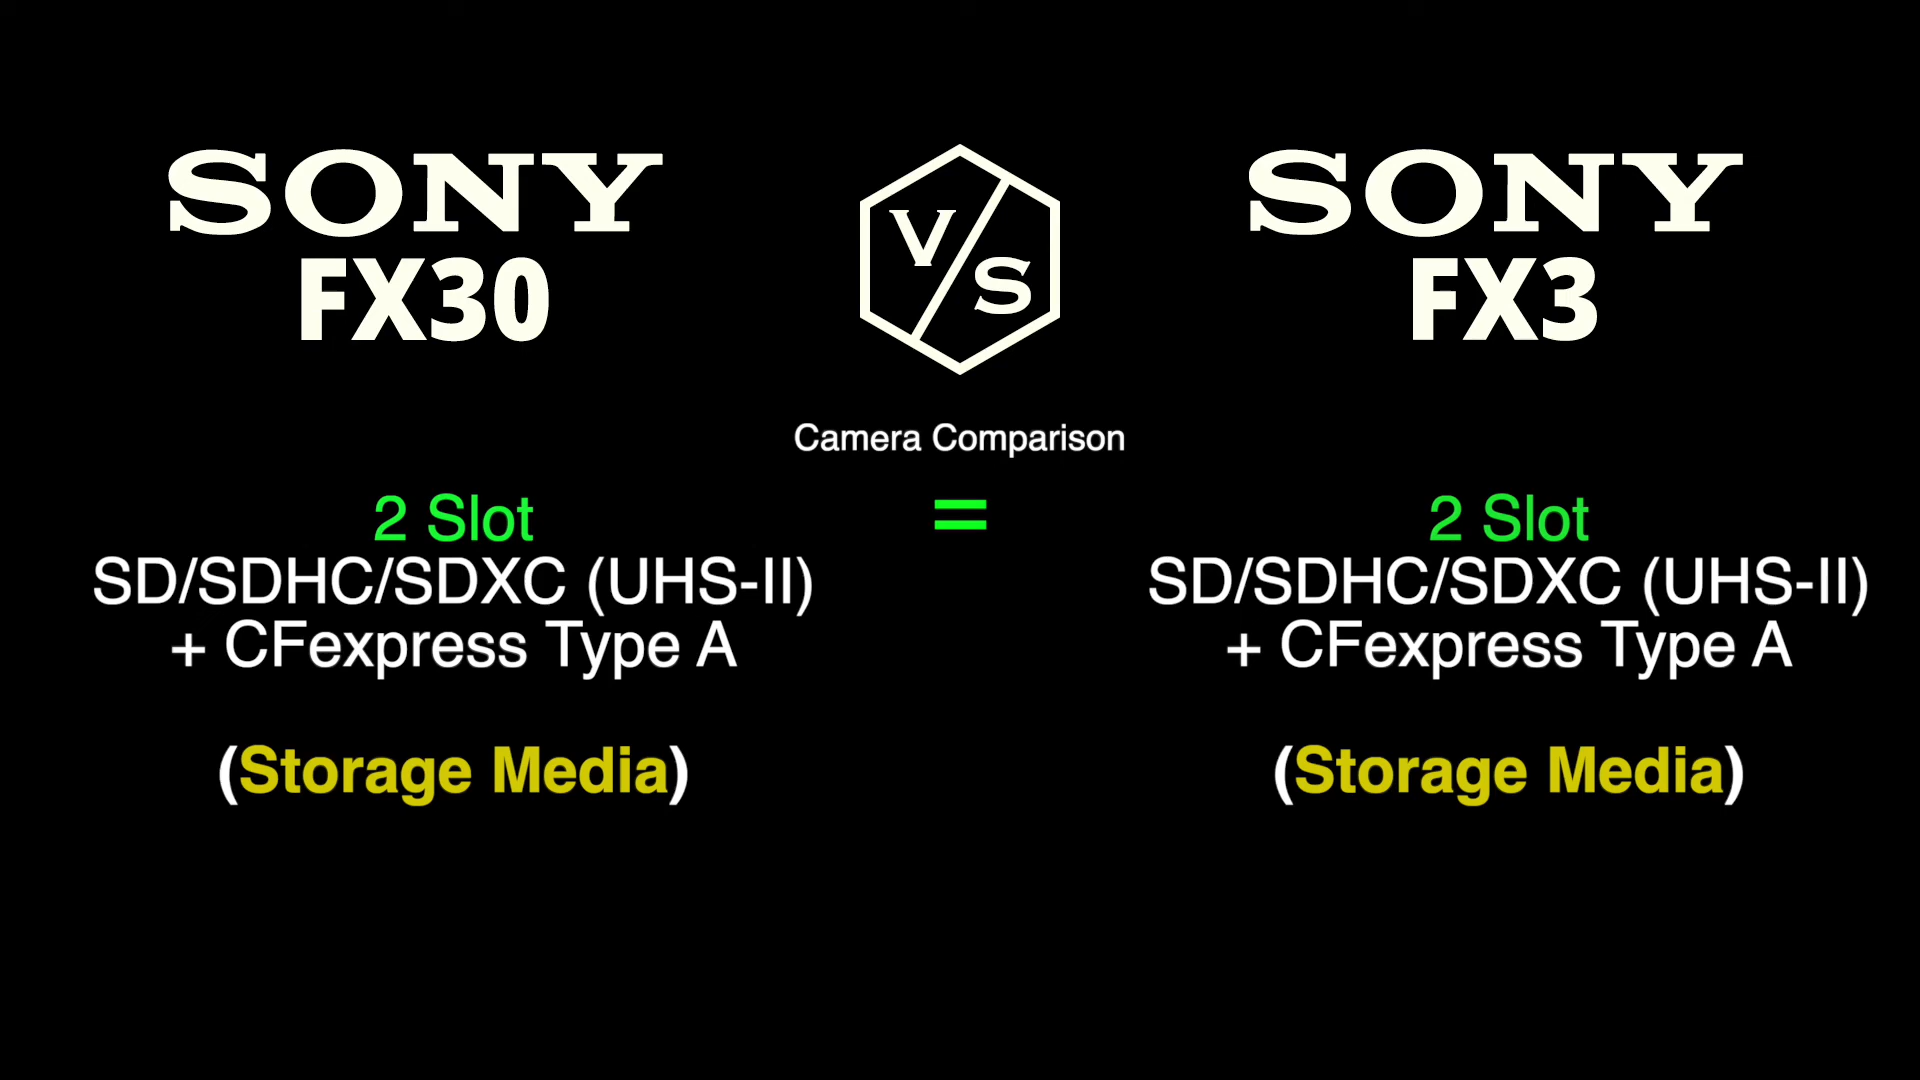 SONY
FX30
V/S
SONY
FX3
Camera Comparison
2 Slot
SD/SDHC/SDXC (UHS-II)
+ CFexpress Type A
(Storage Media)
=
2 Slot
SD/SDHC/SDXC (UHS-II)
+ CFexpress Type A
(Storage Media)